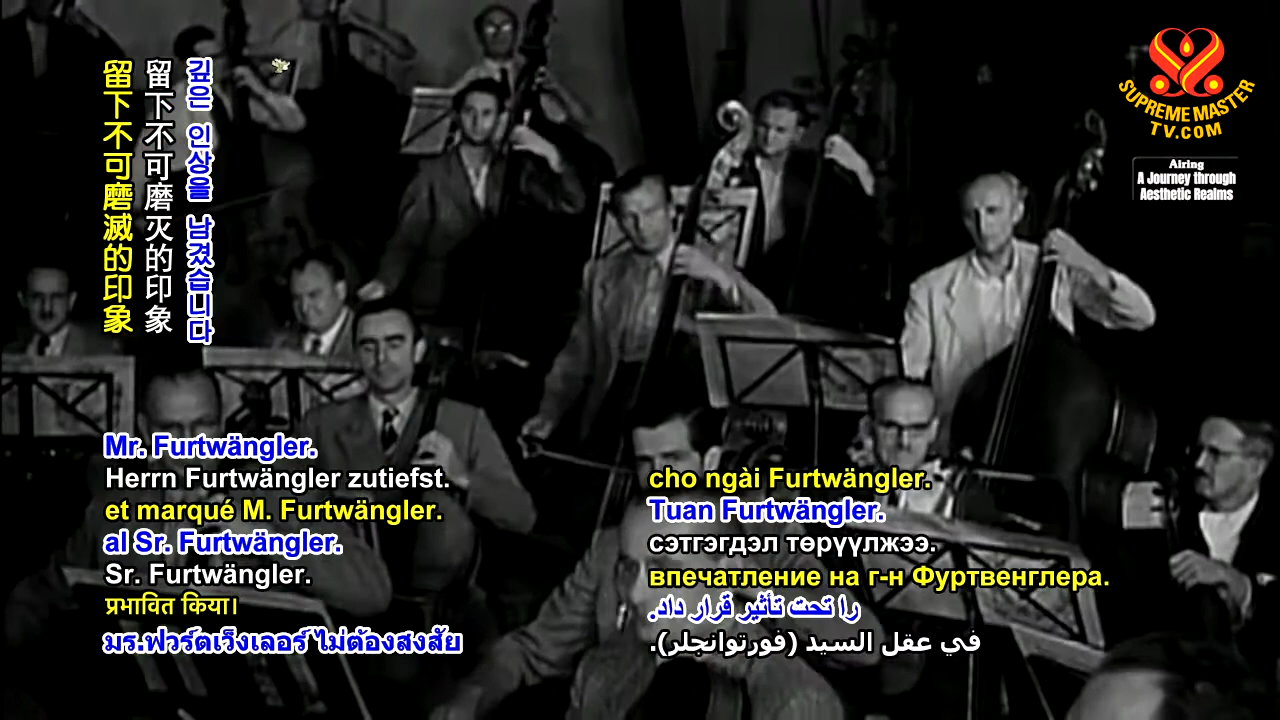 留下不可磨滅的印象
留下不可磨灭的印象
깊은 인상을 남겼습니다
SUPREME MASTER
TV.COM
Airing
A Journey through
Aesthetic Realms
Mr. Furtwängler.
Herrn Furtwängler zutiefst.
et marqué M. Furtwängler.
al Sr. Furtwängler.
Sr. Furtwängler.
प्रभावित किया।
มร.ฟวร์ตเว็งเลอร์ ไม่ต้องสงสัย
cho ngài Furtwängler.
Tuan Furtwängler.
сэтгэгдэл төрүүлжээ.
впечатление на г-н Фуртвенглера.
را تحت تأثير قرار داد.
في عقل السيد (فورتوانجلر).